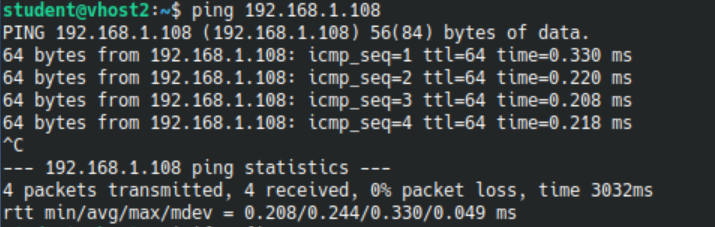 student@vhost2:~$ ping 192.168.1.108
PING 192.168.1.108 (192.168.1.108) 56(84) bytes of data.
64 bytes from 192.168.1.108: icmp_seq=1 ttl=64 time=0.330 ms
64 bytes from 192.168.1.108: icmp_seq=2 ttl=64 time=0.220 ms
64 bytes from 192.168.1.108: icmp_seq=3 ttl=64 time=0.208 ms
64 bytes from 192.168.1.108: icmp_seq=4 ttl=64 time=0.218 ms
^C
--- 192.168.1.108 ping statistics ---
4 packets transmitted, 4 received, 0% packet loss, time 3032ms
rtt min/avg/max/mdev = 0.208/0.244/0.330/0.049 ms